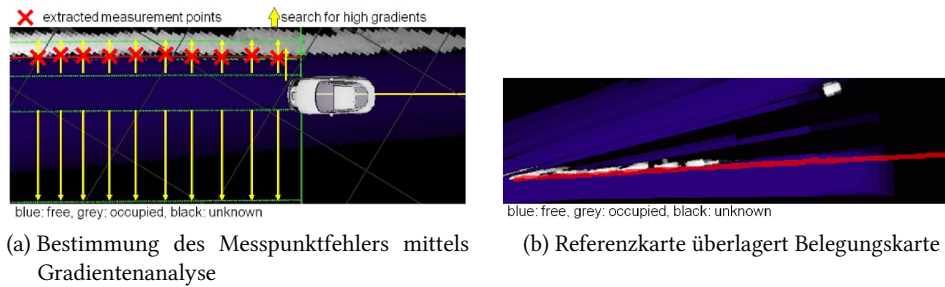 extracted measurement points
search for high gradients
blue: free, grey: occupied, black: unknown
(a) Bestimmung des Messpunktfehlers mittels
Gradientenanalyse
blue: free, grey: occupied, black: unknown
(b) Referenzkarte überlagert Belegungskarte